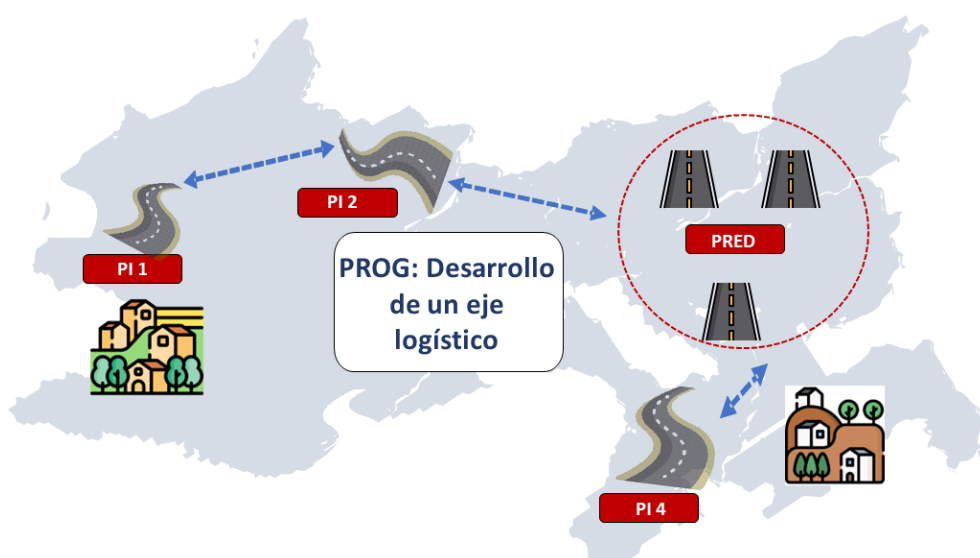 PI 2
PRED
PI 1
PROG: Desarrollo
de un eje
logístico
PI 4